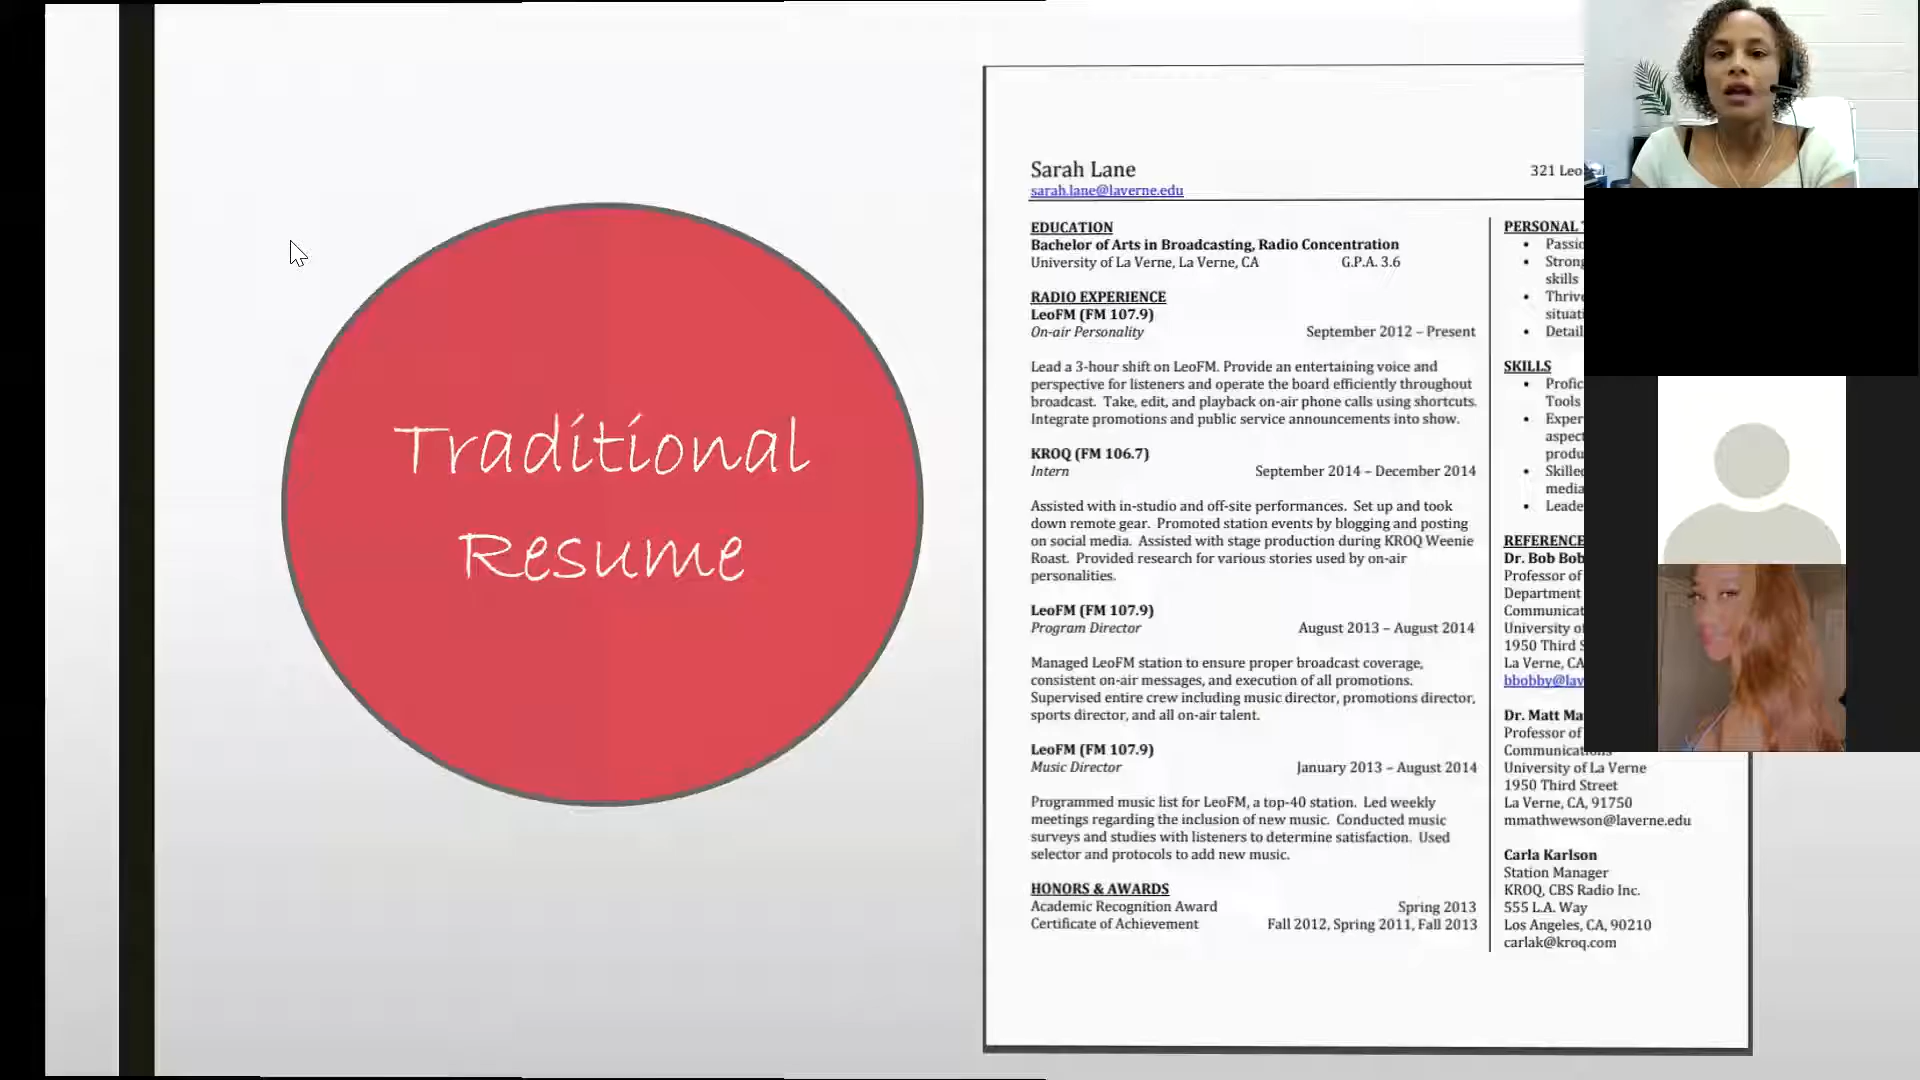 Traditional
Resume
Sarah Lane
321 Leo
sarah.lane@laverne.edu
EDUCATION
Bachelor of Arts in Broadcasting, Radio Concentration
University of La Verne, La Verne, CA G.P.A. 3.6
RADIO EXPERIENCE
LeoFM (FM 107.9)
On-air Personality September 2012 – Present
Lead a 3-hour shift on LeoFM. Provide an entertaining voice and
perspective for listeners and operate the board efficiently throughout
broadcast. Take, edit, and playback on-air phone calls using shortcuts.
Integrate promotions and public service announcements into show.
KROQ (FM 106.7)
Intern September 2014 – December 2014
Assisted with in-studio and off-site performances. Set up and took
down remote gear. Promoted station events by blogging and posting
on social media. Assisted with stage production during KROQ Weenie
Roast. Provided research for various stories used by on-air
personalities.
LeoFM (FM 107.9)
Program Director August 2013 – August 2014
Managed LeoFM station to ensure proper broadcast coverage,
consistent on-air messages, and execution of all promotions.
Supervised entire crew including music director, promotions director,
sports director, and all on-air talent.
LeoFM (FM 107.9)
Music Director January 2013 – August 2014
Programmed music list for LeoFM, a top-40 station. Led weekly
meetings regarding the inclusion of new music. Conducted music
surveys and studies with listeners to determine satisfaction. Used
selector and protocols to add new music.
HONORS & AWARDS
Academic Recognition Award Spring 2013
Certificate of Achievement Fall 2012, Spring 2011, Fall 2013
PERSONAL
• Passio
• Strong
skills
• Thrive
situati
• Detail
SKILLS
• Profic
Tools
• Exper
aspect
produ
• Skilled
media
• Leade
REFERENCE
Dr. Bob Bob
Professor of
Department
Communicat
University of
1950 Third S
La Verne, CA
bbobby@lav
Dr. Matt Ma
Professor of
Communications
University of La Verne
1950 Third Street
La Verne, CA, 91750
mmathwewson@laverne.edu
Carla Karlson
Station Manager
KROQ, CBS Radio Inc.
555 L.A. Way
Los Angeles, CA, 90210
carlak@kroq.com